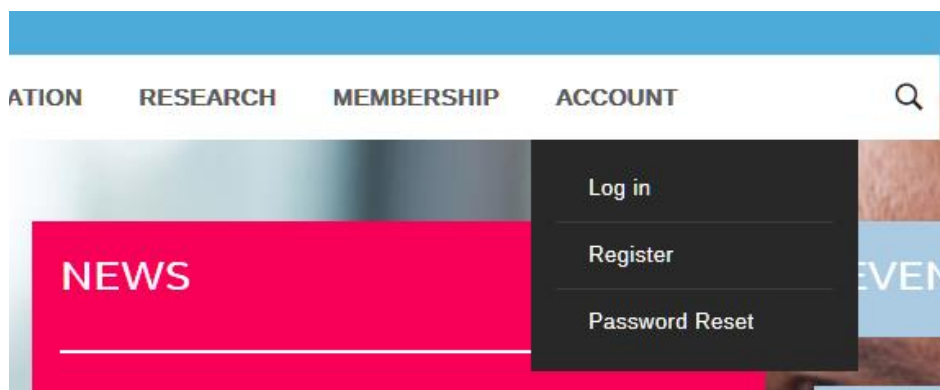 ATION RESEARCH MEMBERSHIP ACCOUNT
Log in
Register
Password Reset
NEWS
EVEN